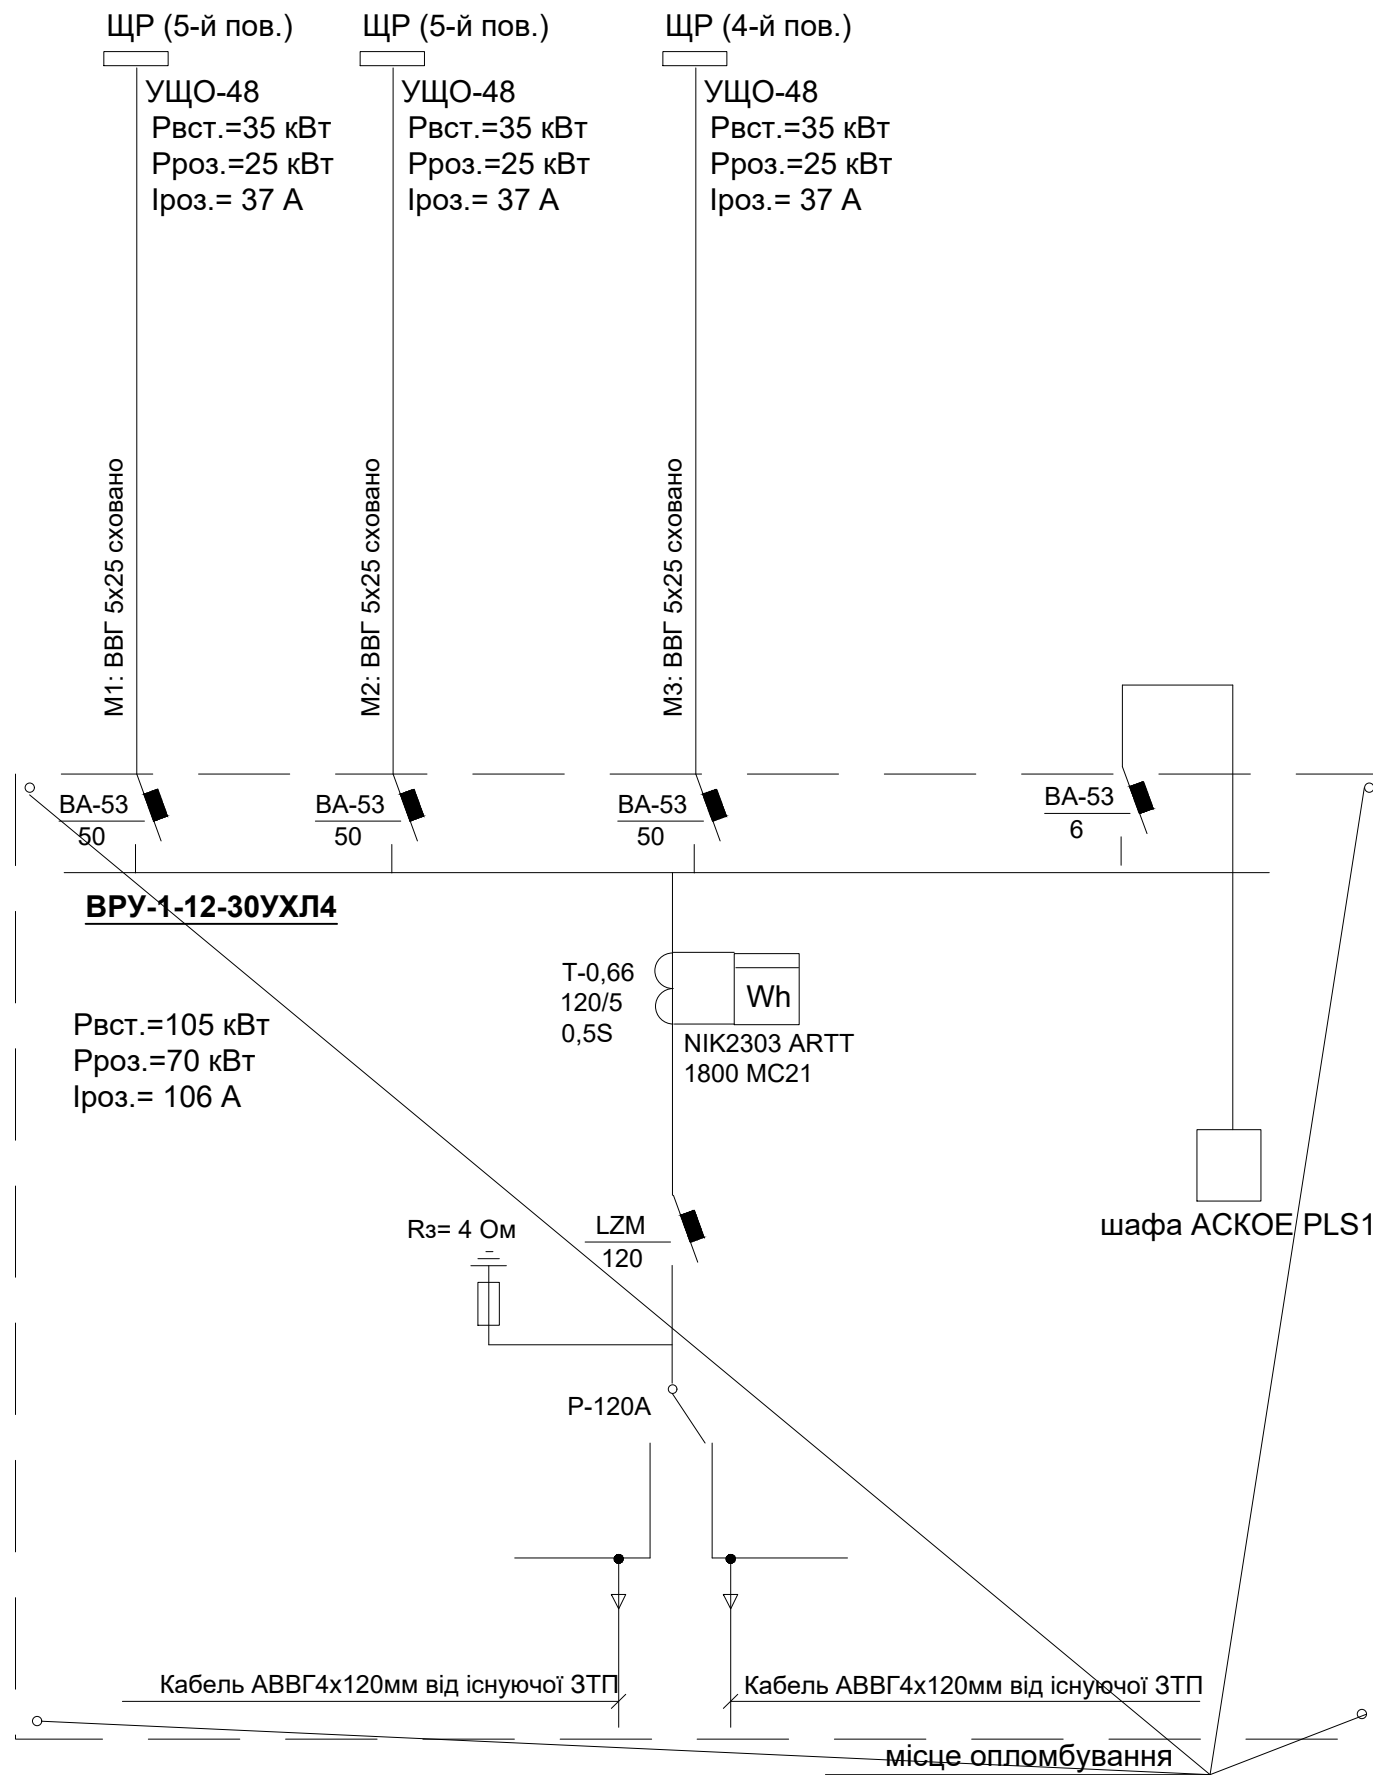 ЩР (5-й пов.)
УЩО-48
Рвст.=35 кВт
Рроз.=25 кВт
Іроз.= 37 А
ЩР (5-й пов.)
УЩО-48
Рвст.=35 кВт
Рроз.=25 кВт
Іроз.= 37 А
ЩР (4-й пов.)
УЩО-48
Рвст.=35 кВт
Рроз.=25 кВт
Іроз.= 37 А
М1: ВВГ 5х25 сховано
М2: ВВГ 5х25 сховано
М3: ВВГ 5х25 сховано
ВА-53
50
ВА-53
50
ВА-53
50
ВА-53
6
ВРУ-1-12-30УХЛ4
Т-0,66
120/5
0,5S
Wh
NIK2303 ARTT
1800 MC21
Рвст.=105 кВт
Рроз.=70 кВт
Іроз.= 106 А
Rз= 4 Ом
LZM
120
шафа АСКОЕ PLS1
Р-120А
Кабель АВВГ4х120мм від існуючої ЗТП
Кабель АВВГ4х120мм від існуючої ЗТП
місце опломбування